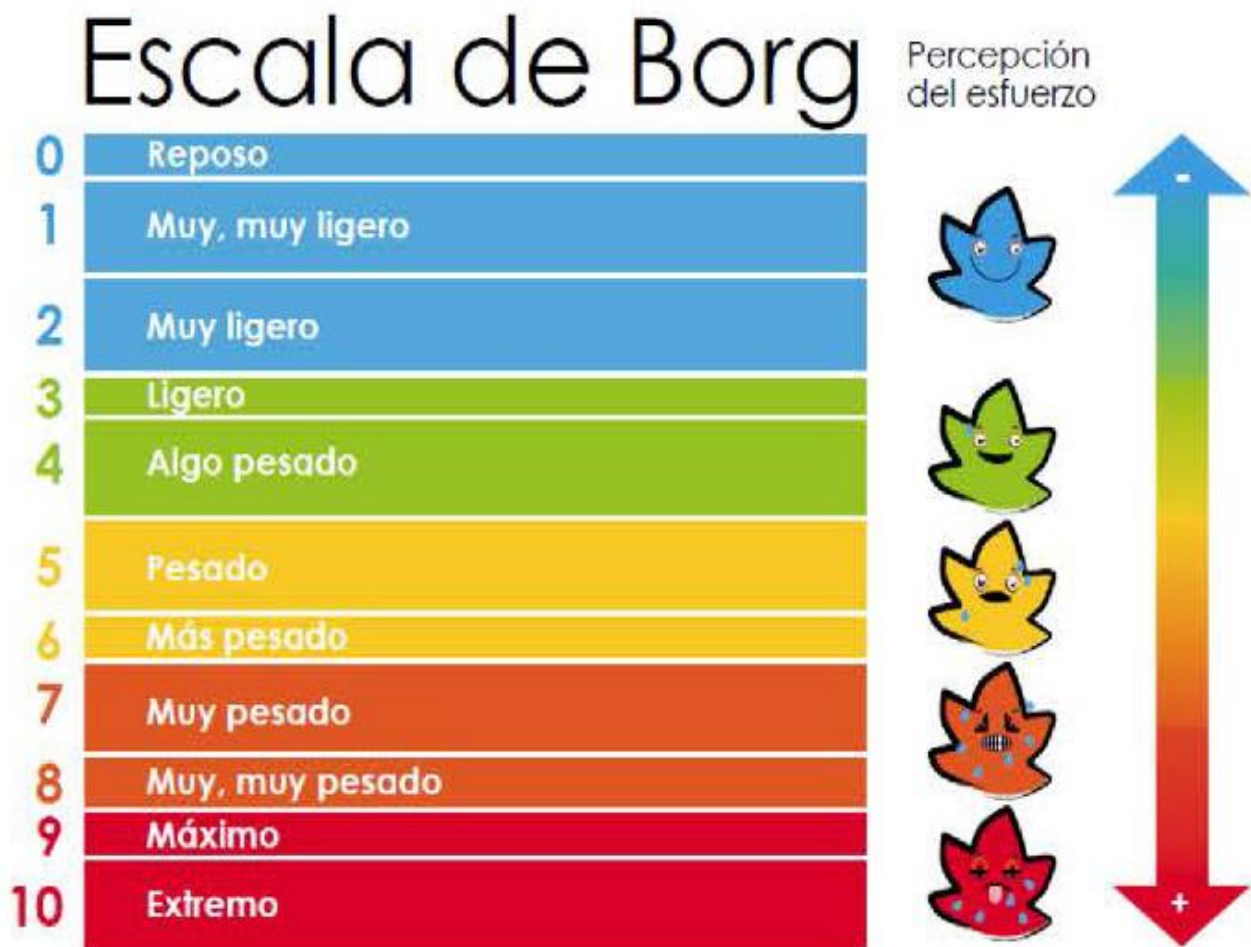 Escala de Borg
Percepción
del esfuerzo
0 Reposo
-
1 Muy, muy ligero
2 Muy ligero
3 Ligero
4 Algo pesado
5 Pesado
6 Más pesado
7 Muy pesado
8 Muy, muy pesado
9 Máximo
10 Extremo
+